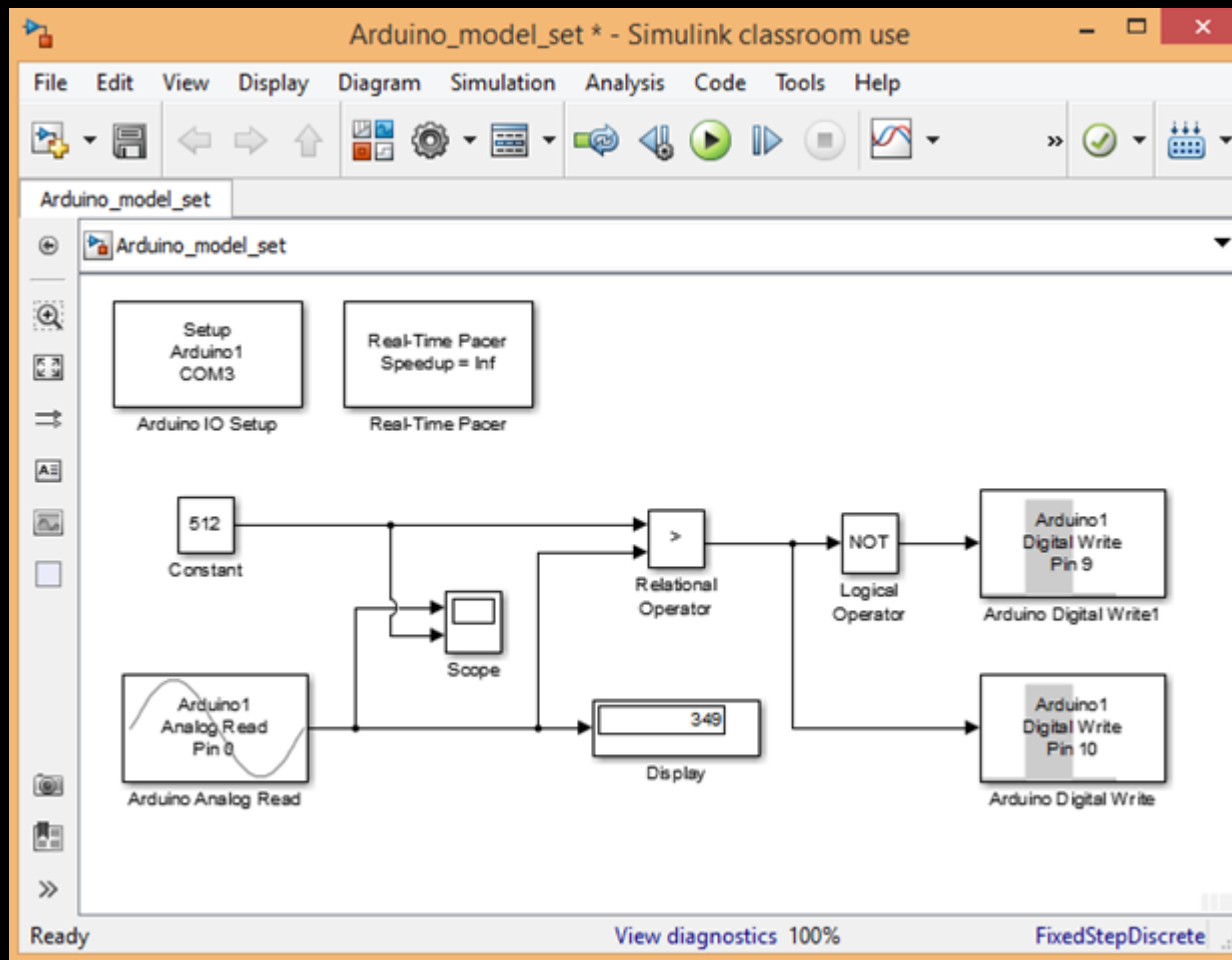 Arduino_model_set * - Simulink classroom use
File Edit View Display Diagram Simulation Analysis Code Tools Help
Arduino_model_set
Arduino_model_set
Setup
Arduino1
COM3
Arduino IO Setup
Real-Time Pacer
Speedup = Inf
Real-Time Pacer
512
Constant
>
Relational
Operator
NOT
Logical
Operator
Arduino1
Digital Write
Pin 9
Arduino Digital Write1
Scope
Arduino1
Analog Read
Pin 0
Arduino Analog Read
349
Display
Arduino1
Digital Write
Pin 10
Arduino Digital Write
Ready View diagnostics 100% FixedStepDiscrete